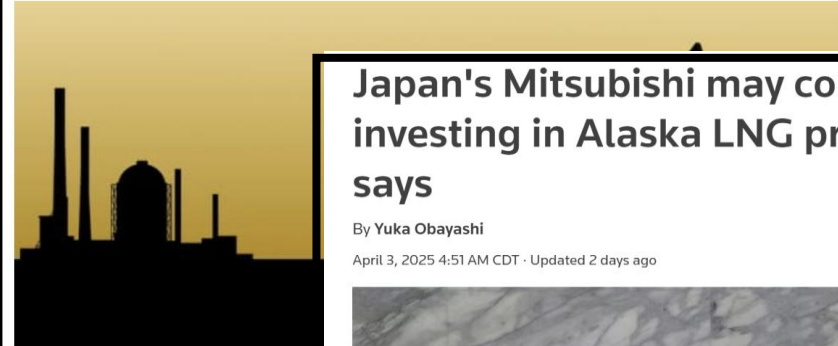 Japan's Mitsubishi may co
investing in Alaska LNG pr
says
By Yuka Obayashi
April 3, 2025 4:51 AM CDT · Updated 2 days ago